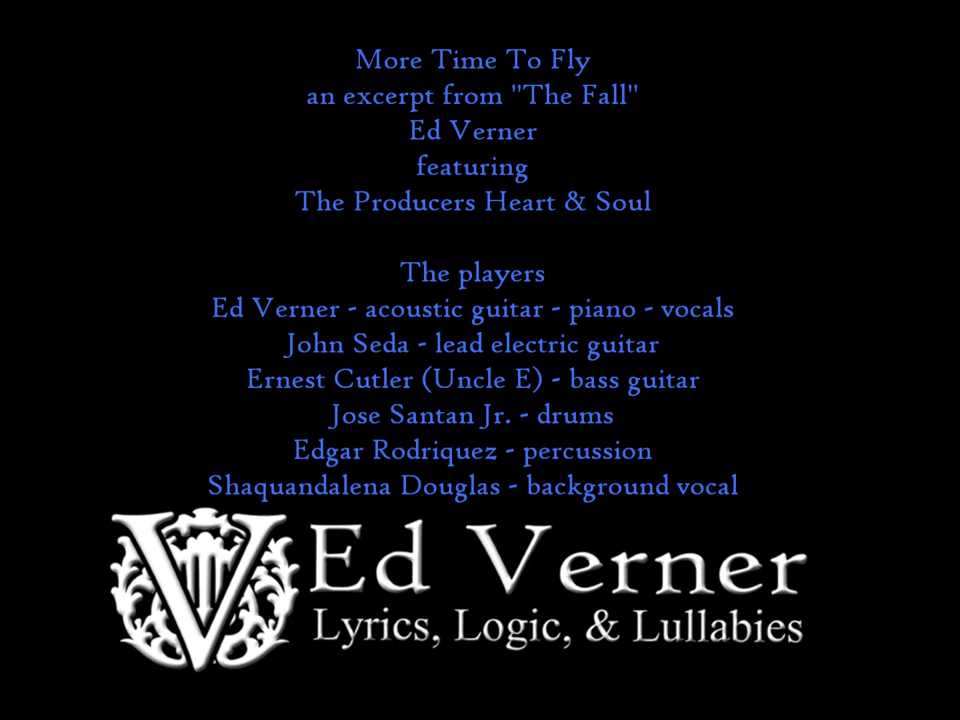 More Time To Fly
an excerpt from "The Fall"
Ed Verner
featuring
The Producers Heart & Soul
The players
Ed Verner - acoustic guitar - piano - vocals
John Seda - lead electric guitar
Ernest Cutler (Uncle E) - bass guitar
Jose Santan Jr. - drums
Edgar Rodriquez - percussion
Shaquandalena Douglas - background vocal
V Ed Verner
Lyrics, Logic, & Lullabies